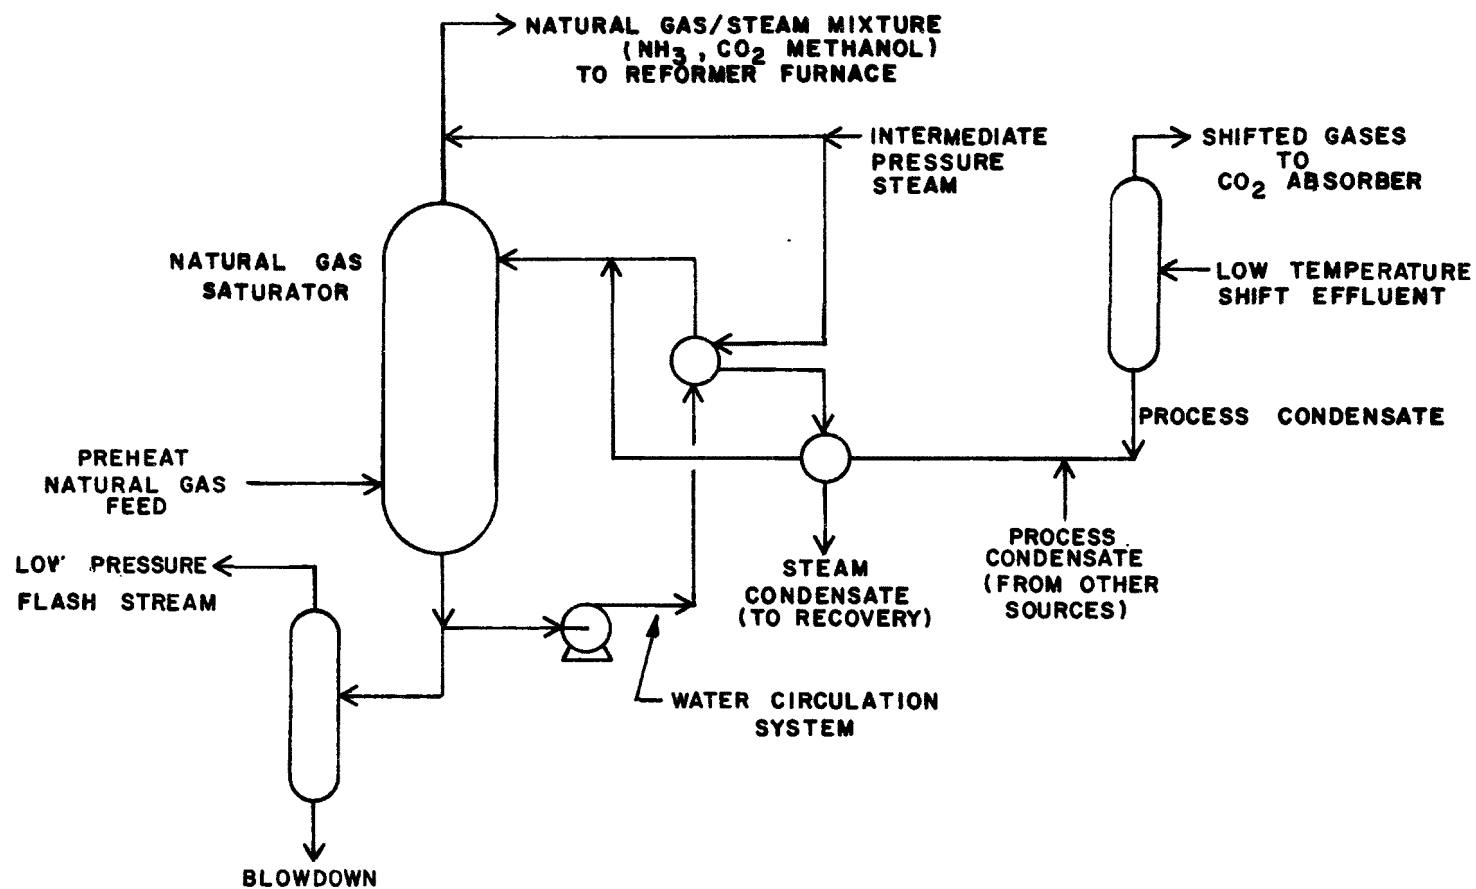 NATURAL GAS/STEAM MIXTURE
(NH3, CO2 METHANOL)
TO REFORMER FURNACE
INTERMEDIATE
PRESSURE
STEAM
SHIFTED GASES
TO
CO2 ABSORBER
NATURAL GAS
SATURATOR
LOW TEMPERATURE
SHIFT EFFLUENT
PROCESS CONDENSATE
PREHEAT
NATURAL GAS
FEED
PROCESS
CONDENSATE
(FROM OTHER
SOURCES)
STEAM
CONDENSATE
(TO RECOVERY)
LOW PRESSURE
FLASH STREAM
WATER CIRCULATION
SYSTEM
BLOWDOWN